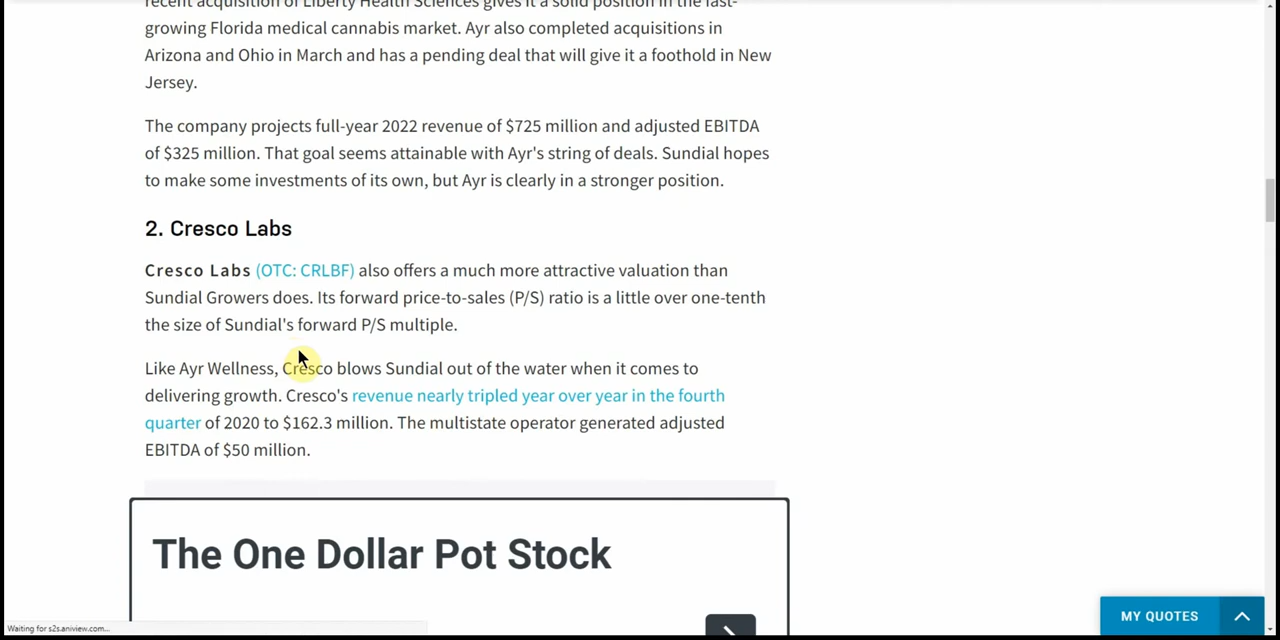 recent acquisition of Liberty Health Sciences gives it a solid position in the fast-
growing Florida medical cannabis market. Ayr also completed acquisitions in
Arizona and Ohio in March and has a pending deal that will give it a foothold in New
Jersey.
The company projects full-year 2022 revenue of $725 million and adjusted EBITDA
of $325 million. That goal seems attainable with Ayr's string of deals. Sundial hopes
to make some investments of its own, but Ayr is clearly in a stronger position.
2. Cresco Labs
Cresco Labs (OTC: CRLBF) also offers a much more attractive valuation than
Sundial Growers does. Its forward price-to-sales (P/S) ratio is a little over one-tenth
the size of Sundial's forward P/S multiple.
Like Ayr Wellness, Cresco blows Sundial out of the water when it comes to
delivering growth. Cresco's revenue nearly tripled year over year in the fourth
quarter of 2020 to $162.3 million. The multistate operator generated adjusted
EBITDA of $50 million.
The One Dollar Pot Stock
MY QUOTES
Waiting for s2s.aniview.com...